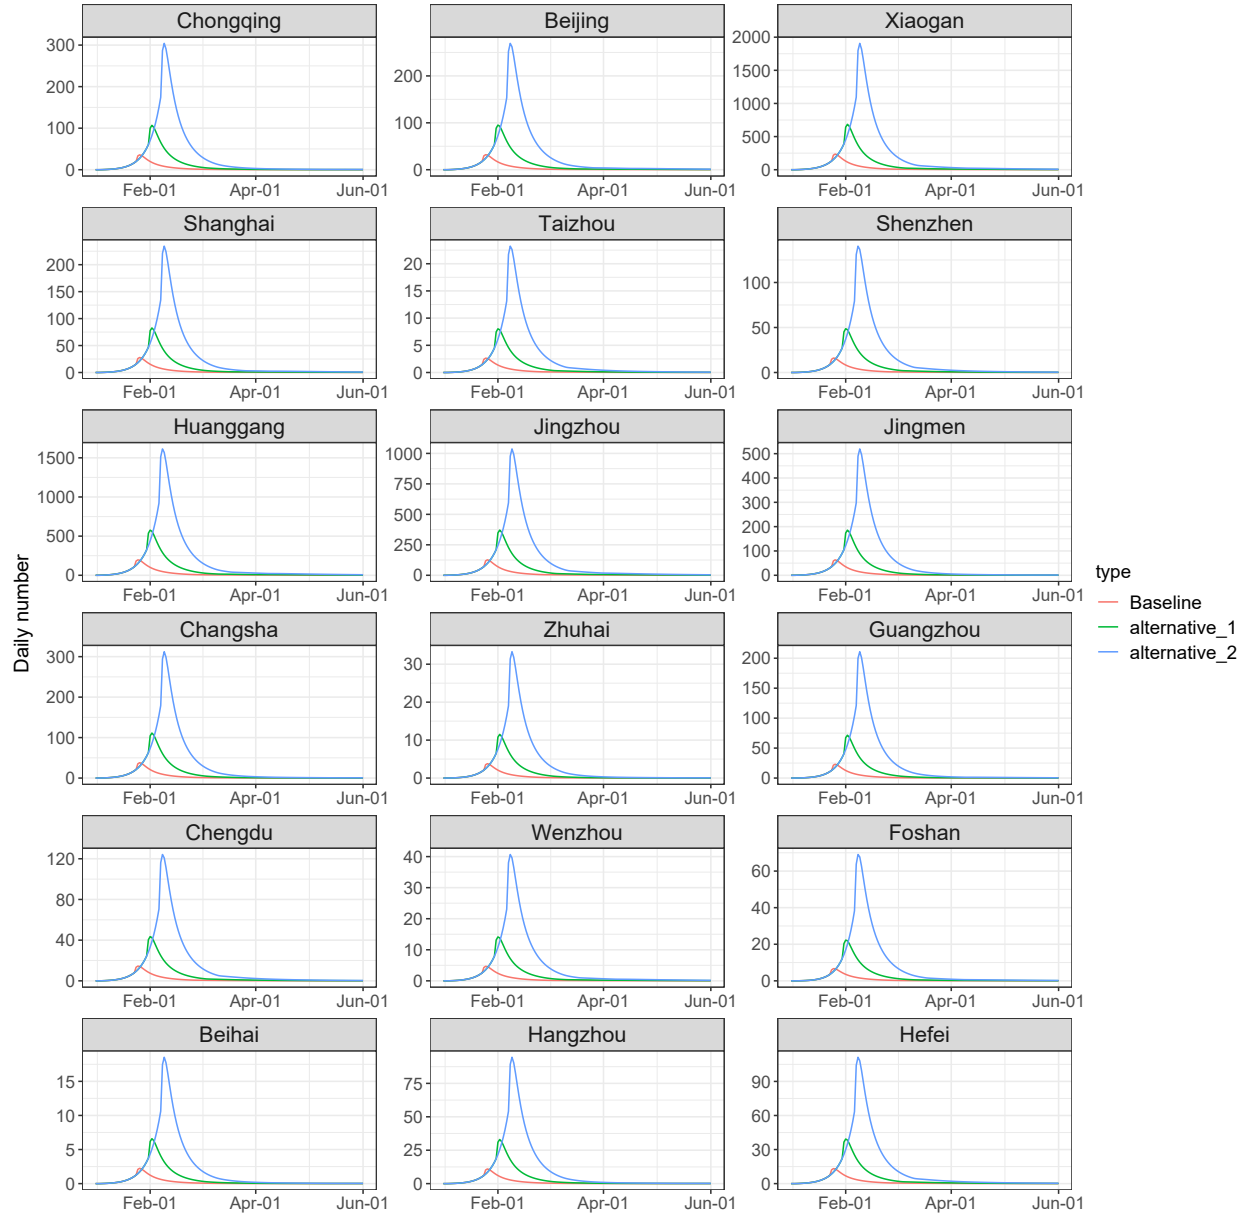 Chongqing
Beijing
Xiaogan
300
200
100
0
200
100
0
2000
1500
1000
500
0
Feb-01 Apr-01 Jun-01
Feb-01 Apr-01 Jun-01
Feb-01 Apr-01 Jun-01
Shanghai
Taizhou
Shenzhen
200
150
100
50
0
20
15
10
5
0
100
50
0
Feb-01 Apr-01 Jun-01
Feb-01 Apr-01 Jun-01
Feb-01 Apr-01 Jun-01
Huanggang
Jingzhou
Jingmen
1500
1000
500
0
1000
750
500
250
0
500
400
300
200
100
0
Feb-01 Apr-01 Jun-01
Feb-01 Apr-01 Jun-01
Feb-01 Apr-01 Jun-01
Daily number
Changsha
Zhuhai
Guangzhou
300
200
100
0
30
20
10
0
200
150
100
50
0
Feb-01 Apr-01 Jun-01
Feb-01 Apr-01 Jun-01
Feb-01 Apr-01 Jun-01
Chengdu
Wenzhou
Foshan
120
80
40
0
40
30
20
10
0
60
40
20
0
Feb-01 Apr-01 Jun-01
Feb-01 Apr-01 Jun-01
Feb-01 Apr-01 Jun-01
Beihai
Hangzhou
Hefei
15
10
5
0
75
50
25
0
90
60
30
0
Feb-01 Apr-01 Jun-01
Feb-01 Apr-01 Jun-01
Feb-01 Apr-01 Jun-01
type
Baseline
alternative_1
alternative_2